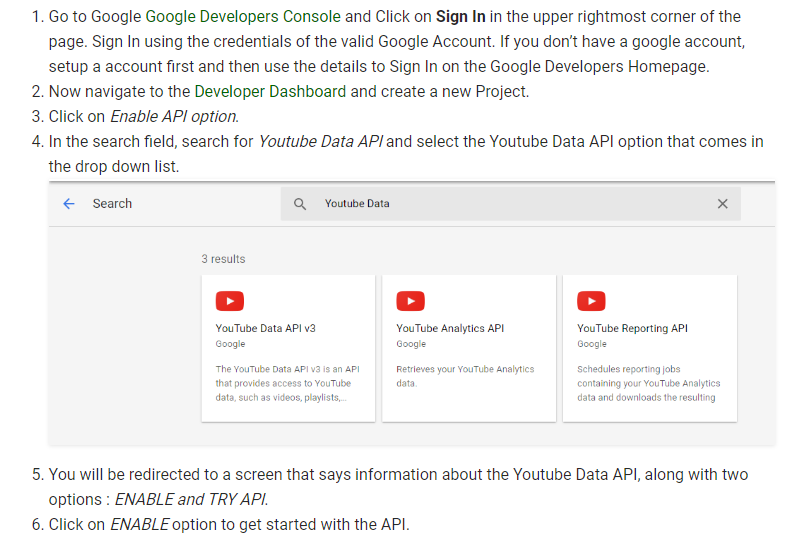 1. Go to Google Google Developers Console and Click on Sign In in the upper rightmost corner of the
page. Sign In using the credentials of the valid Google Account. If you don’t have a google account,
setup a account first and then use the details to Sign In on the Google Developers Homepage.
2. Now navigate to the Developer Dashboard and create a new Project.
3. Click on Enable API option.
4. In the search field, search for Youtube Data API and select the Youtube Data API option that comes in
the drop down list.
Search
Youtube Data
3 results
YouTube Data API v3
Google
The YouTube Data API v3 is an API
that provides access to YouTube
data, such as videos, playlists,...
YouTube Analytics API
Google
Retrieves your YouTube Analytics
data.
YouTube Reporting API
Google
Schedules reporting jobs
containing your YouTube Analytics
data and downloads the resulting
5. You will be redirected to a screen that says information about the Youtube Data API, along with two
options : ENABLE and TRY API.
6. Click on ENABLE option to get started with the API.